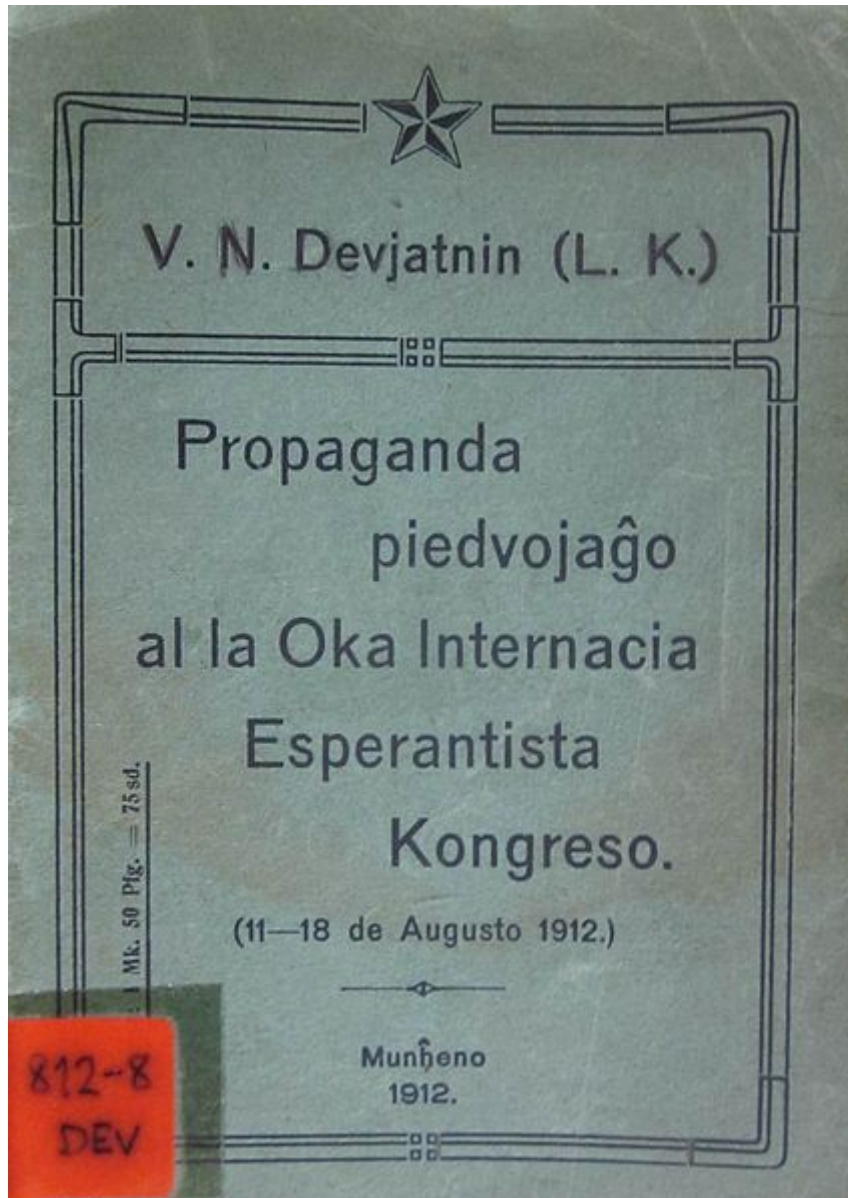 V. N. Devjatnin (L. K.)
Propaganda
piedvojaĝo
al la Oka Internacia
Esperantista
Kongreso.
(11—18 de Augusto 1912.)
Mk. 50 Pfg. = 75 sd.
Munĥeno
1912.
812-8
DEV